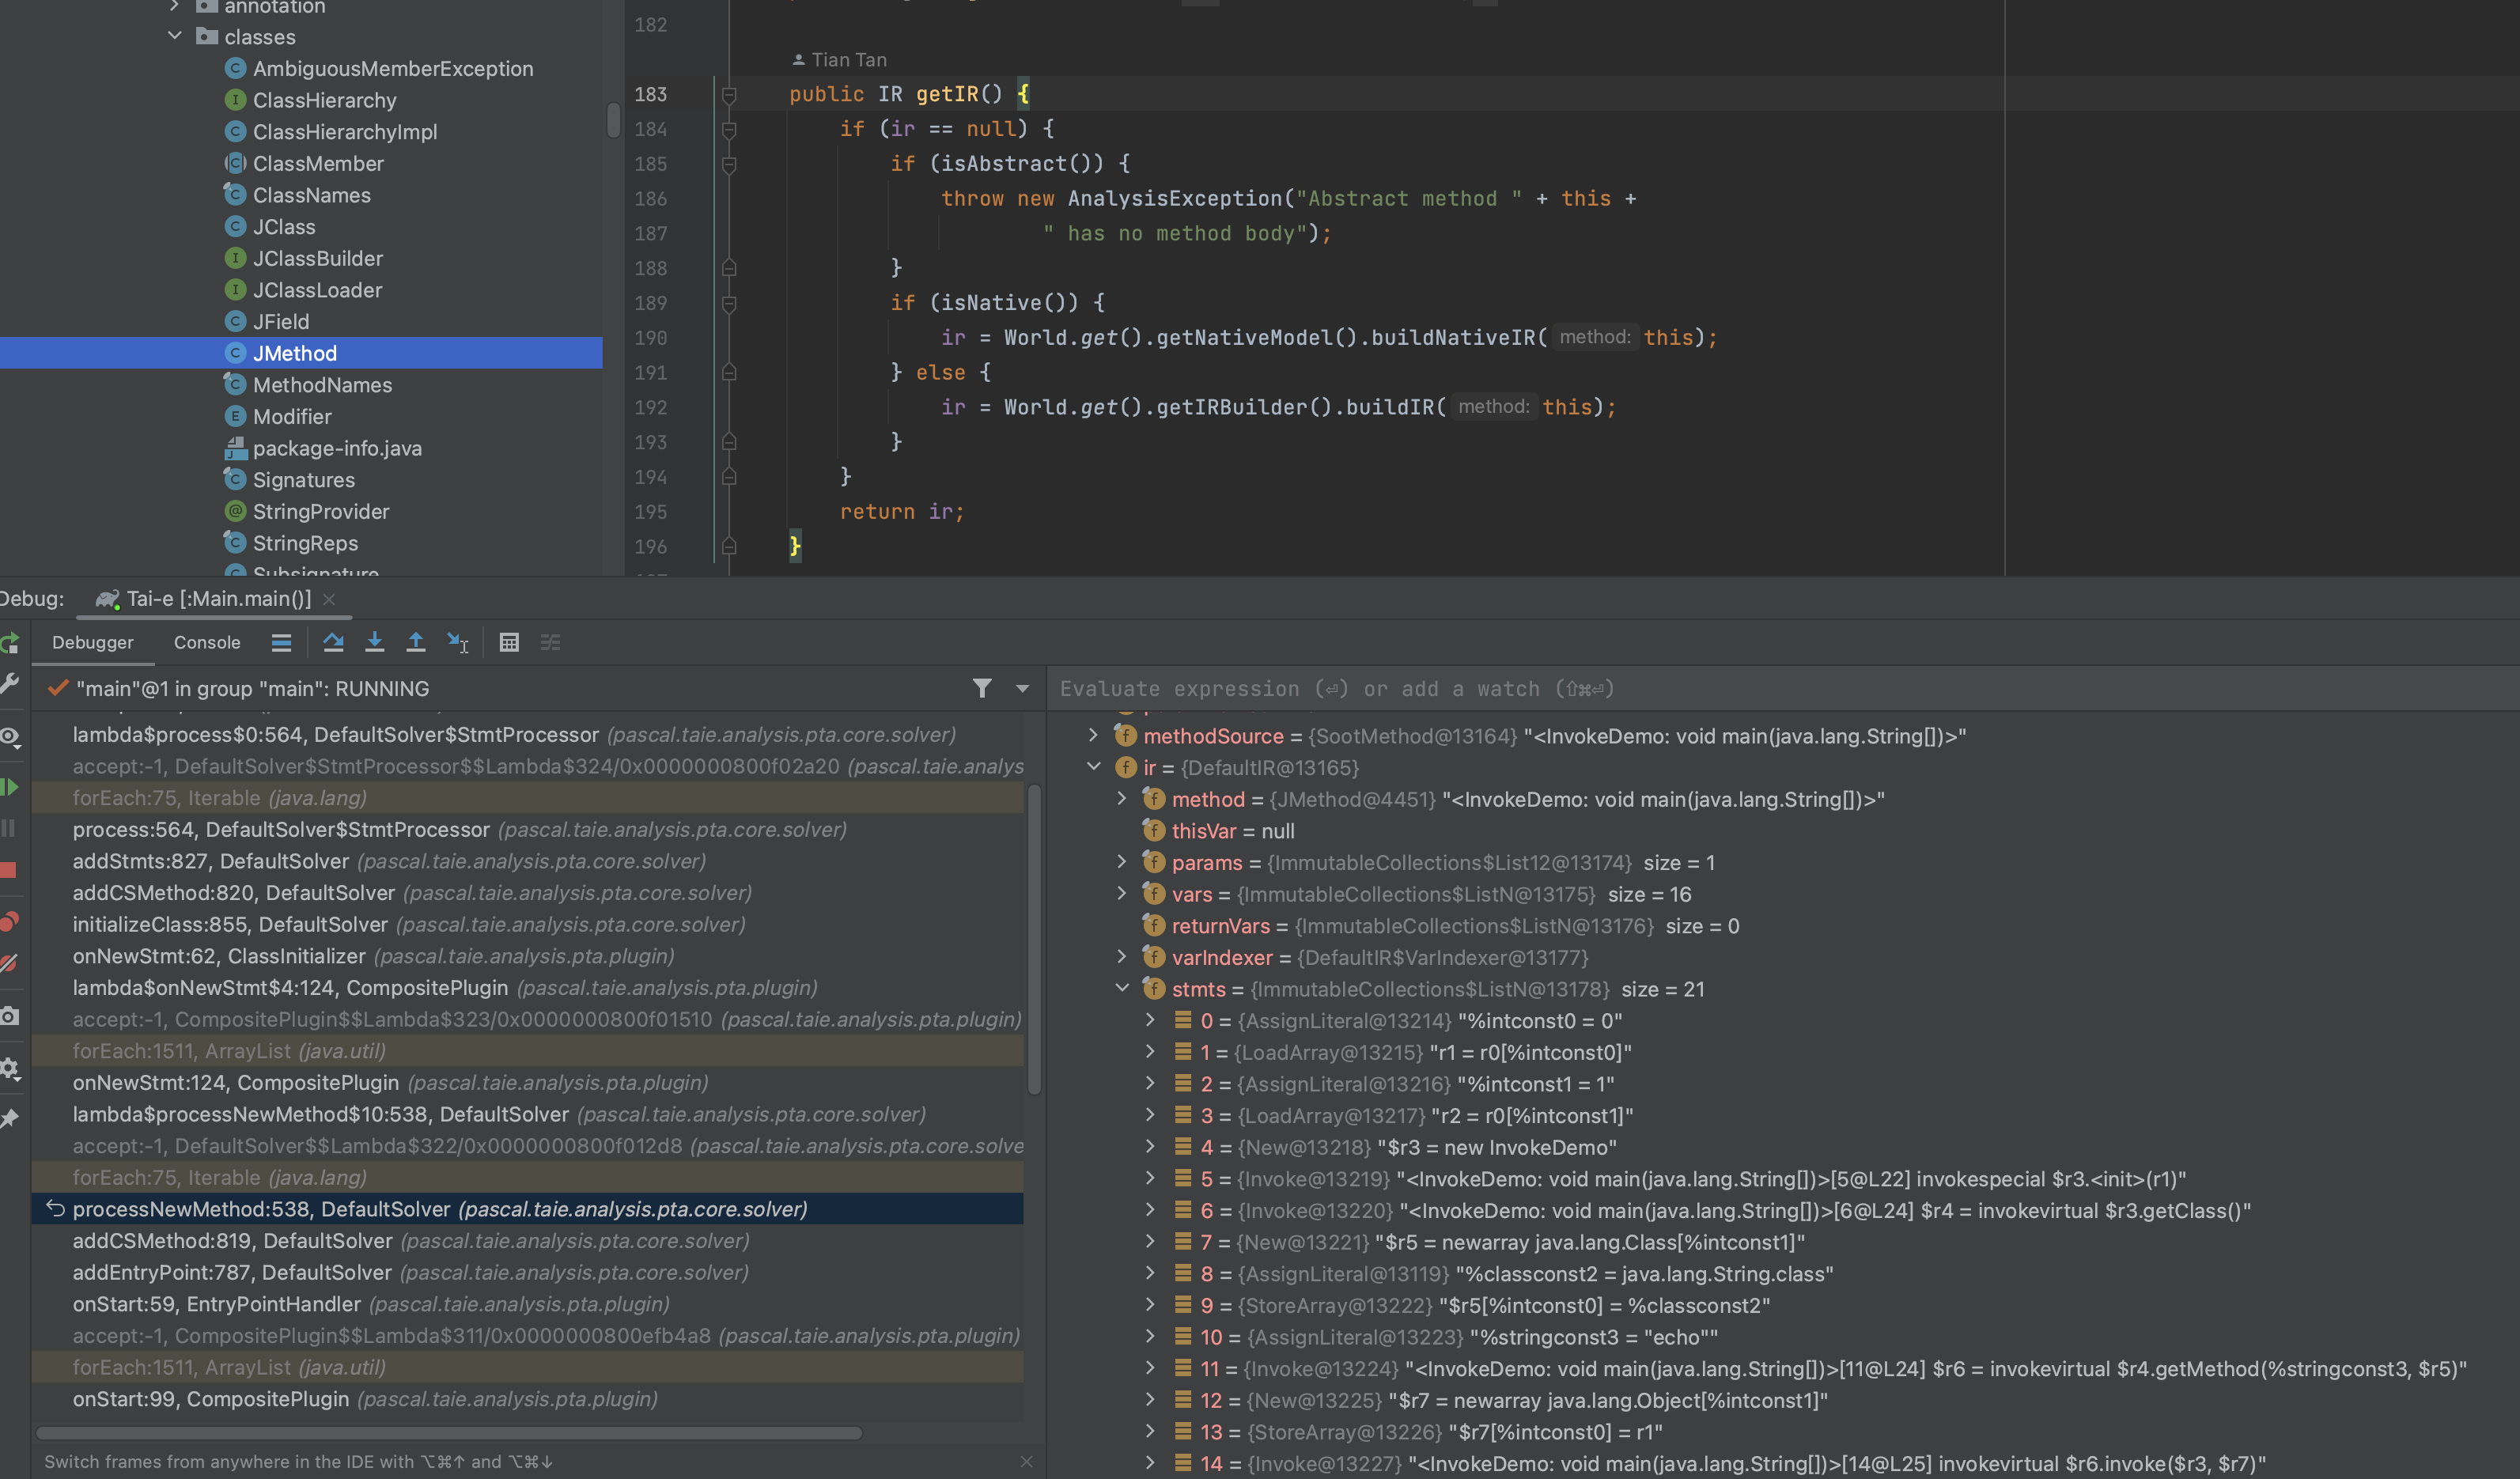 annotation
classes
AmbiguousMemberException
ClassHierarchy
ClassHierarchyImpl
ClassMember
ClassNames
JClass
JClassBuilder
JClassLoader
JField
JMethod
MethodNames
Modifier
package-info.java
Signatures
StringProvider
StringReps
Subsignature
182
Tian Tan
183 public IR getIR() {
184 if (ir == null) {
185 if (isAbstract()) {
186 throw new AnalysisException("Abstract method " + this +
187 " has no method body");
188 }
189 if (isNative()) {
190 ir = World.get().getNativeModel().buildNativeIR( method: this);
191 } else {
192 ir = World.get().getIRBuilder().buildIR( method: this);
193 }
194 }
195 return ir;
196 }
Debug: Tai-e [:Main.main()]
Debugger Console
"main"@1 in group "main": RUNNING
lambda$process$0:564, DefaultSolver$StmtProcessor (pascal.taie.analysis.pta.core.solver)
accept:-1, DefaultSolver$StmtProcessor$$Lambda$324/0x0000000800f02a20 (pascal.taie.analys
forEach:75, Iterable (java.lang)
process:564, DefaultSolver$StmtProcessor (pascal.taie.analysis.pta.core.solver)
addStmts:827, DefaultSolver (pascal.taie.analysis.pta.core.solver)
addCSMethod:820, DefaultSolver (pascal.taie.analysis.pta.core.solver)
initializeClass:855, DefaultSolver (pascal.taie.analysis.pta.core.solver)
onNewStmt:62, ClassInitializer (pascal.taie.analysis.pta.plugin)
lambda$onNewStmt$4:124, CompositePlugin (pascal.taie.analysis.pta.plugin)
accept:-1, CompositePlugin$$Lambda$323/0x0000000800f01510 (pascal.taie.analysis.pta.plugin)
forEach:1511, ArrayList (java.util)
onNewStmt:124, CompositePlugin (pascal.taie.analysis.pta.plugin)
lambda$processNewMethod$10:538, DefaultSolver (pascal.taie.analysis.pta.core.solver)
accept:-1, DefaultSolver$$Lambda$322/0x0000000800f012d8 (pascal.taie.analysis.pta.core.solve
forEach:75, Iterable (java.lang)
processNewMethod:538, DefaultSolver (pascal.taie.analysis.pta.core.solver)
addCSMethod:819, DefaultSolver (pascal.taie.analysis.pta.core.solver)
addEntryPoint:787, DefaultSolver (pascal.taie.analysis.pta.core.solver)
onStart:59, EntryPointHandler (pascal.taie.analysis.pta.plugin)
accept:-1, CompositePlugin$$Lambda$311/0x0000000800efb4a8 (pascal.taie.analysis.pta.plugin)
forEach:1511, ArrayList (java.util)
onStart:99, CompositePlugin (pascal.taie.analysis.pta.plugin)
Switch frames from anywhere in the IDE with ⌥⌘↑ and ⌥⌘↓
Evaluate expression (⏎) or add a watch (⇧⌘⏎)
methodSource = {SootMethod@13164} "<InvokeDemo: void main(java.lang.String[])>"
ir = {DefaultIR@13165}
method = {JMethod@4451} "<InvokeDemo: void main(java.lang.String[])>"
thisVar = null
params = {ImmutableCollections$List12@13174} size = 1
vars = {ImmutableCollections$ListN@13175} size = 16
returnVars = {ImmutableCollections$ListN@13176} size = 0
varIndexer = {DefaultIR$VarIndexer@13177}
stmts = {ImmutableCollections$ListN@13178} size = 21
0 = {AssignLiteral@13214} "%intconst0 = 0"
1 = {LoadArray@13215} "r1 = r0[%intconst0]"
2 = {AssignLiteral@13216} "%intconst1 = 1"
3 = {LoadArray@13217} "r2 = r0[%intconst1]"
4 = {New@13218} "$r3 = new InvokeDemo"
5 = {Invoke@13219} "<InvokeDemo: void main(java.lang.String[])>[5@L22] invokespecial $r3.<init>(r1)"
6 = {Invoke@13220} "<InvokeDemo: void main(java.lang.String[])>[6@L24] $r4 = invokevirtual $r3.getClass()"
7 = {New@13221} "$r5 = newarray java.lang.Class[%intconst1]"
8 = {AssignLiteral@13119} "%classconst2 = java.lang.String.class"
9 = {StoreArray@13222} "$r5[%intconst0] = %classconst2"
10 = {AssignLiteral@13223} "%stringconst3 = "echo""
11 = {Invoke@13224} "<InvokeDemo: void main(java.lang.String[])>[11@L24] $r6 = invokevirtual $r4.getMethod(%stringconst3, $r5)"
12 = {New@13225} "$r7 = newarray java.lang.Object[%intconst1]"
13 = {StoreArray@13226} "$r7[%intconst0] = r1"
14 = {Invoke@13227} "<InvokeDemo: void main(java.lang.String[])>[14@L25] invokevirtual $r6.invoke($r3, $r7)"